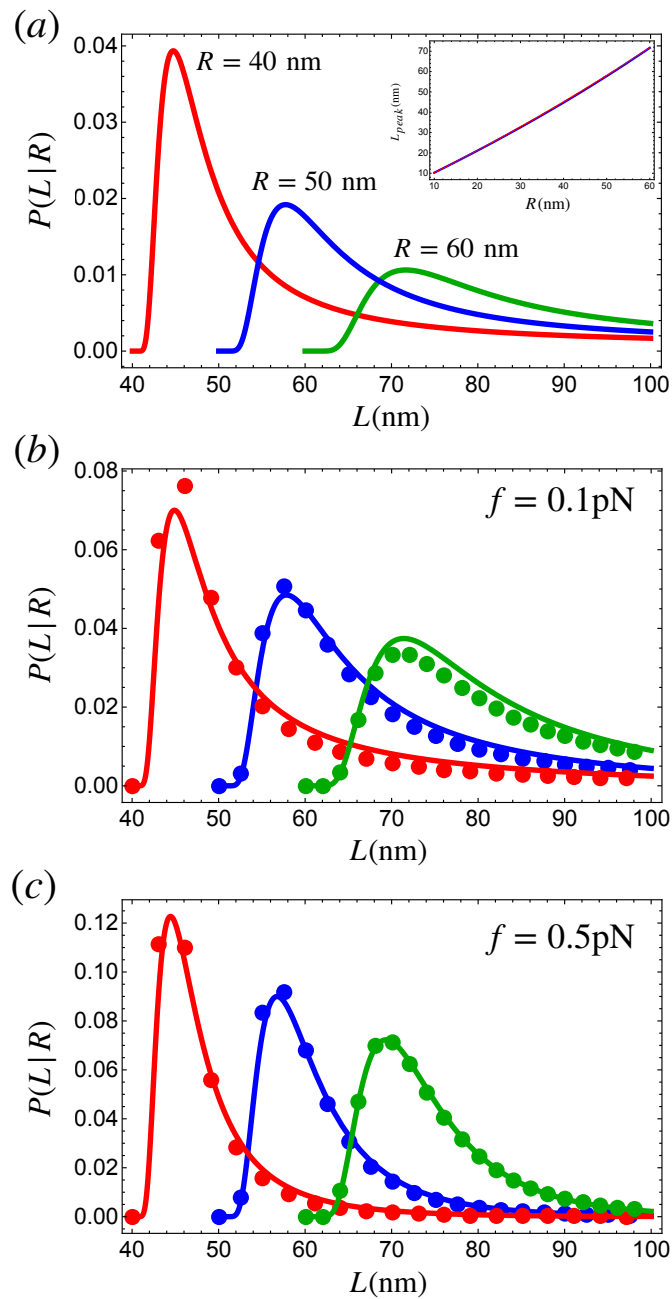 (a)
0.04
0.03
0.02
0.01
0.00
P(L|R)
R = 40 nm
R = 50 nm
R = 60 nm
70
60
50
40
30
20
10
L_peak(nm)
10 20 30 40 50 60
R(nm)
40 50 60 70 80 90 100
L(nm)
(b)
0.08
0.06
0.04
0.02
0.00
P(L|R)
f = 0.1pN
40 50 60 70 80 90 100
L(nm)
(c)
0.12
0.10
0.08
0.06
0.04
0.02
0.00
P(L|R)
f = 0.5pN
40 50 60 70 80 90 100
L(nm)